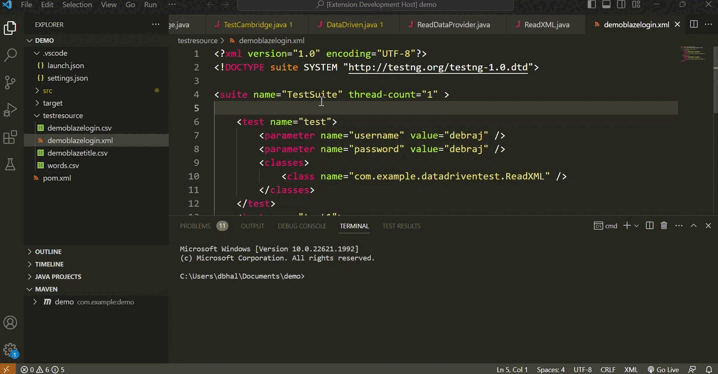 File Edit Selection View Go Run ··· [Extension Development Host] demo
EXPLORER ···
ge.java TestCambridge.java 1 DataDriven.java 1 ReadDataProvider.java ReadXML.java demoblazelogin.xml
testresource > demoblazelogin.xml
DEMO
.vscode
launch.json
settings.json
src
target
testresource
demoblazelogin.csv
demoblazelogin.xml
demoblazetitle.csv
words.csv
pom.xml
OUTLINE
TIMELINE
JAVA PROJECTS
MAVEN
demo com.example:demo
1 <?xml version="1.0" encoding="UTF-8"?>
2 <!DOCTYPE suite SYSTEM "http://testng.org/testng-1.0.dtd">
3
4 <suite name="TestSuite" thread-count="1" >
5
6 <test name="test">
7 <parameter name="username" value="debraj" />
8 <parameter name="password" value="debraj" />
9 <classes>
10 <class name="com.example.datadriventest.ReadXML" />
11 </classes>
12 </test>
PROBLEMS 11 OUTPUT DEBUG CONSOLE TERMINAL TEST RESULTS cmd
Microsoft Windows [Version 10.0.22621.1992]
(c) Microsoft Corporation. All rights reserved.
C:\Users\dbhal\Documents\demo>
0 6 5 Ln 5, Col 1 Spaces: 4 UTF-8 CRLF XML Go Live